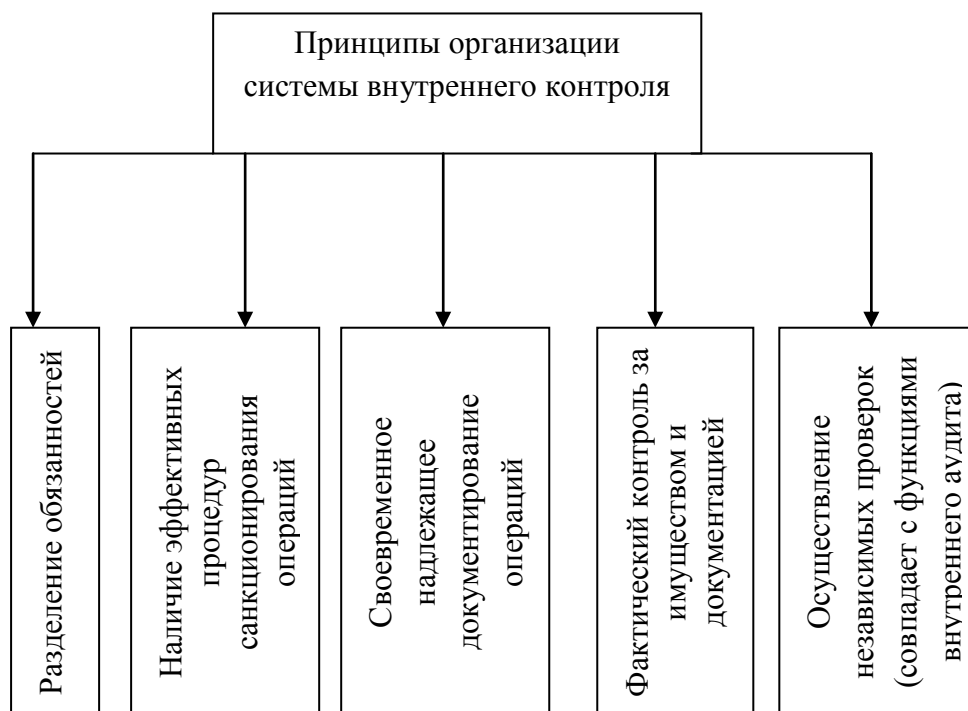 Принципы организации
системы внутреннего контроля
Разделение обязанностей
Наличие эффективных
процедур
санкционирования
операций
Своевременное
надлежащее
документирование
операций
Фактический контроль за
имуществом и
документацией
Осуществление
независимых проверок
(совпадает с функциями
внутреннего аудита)